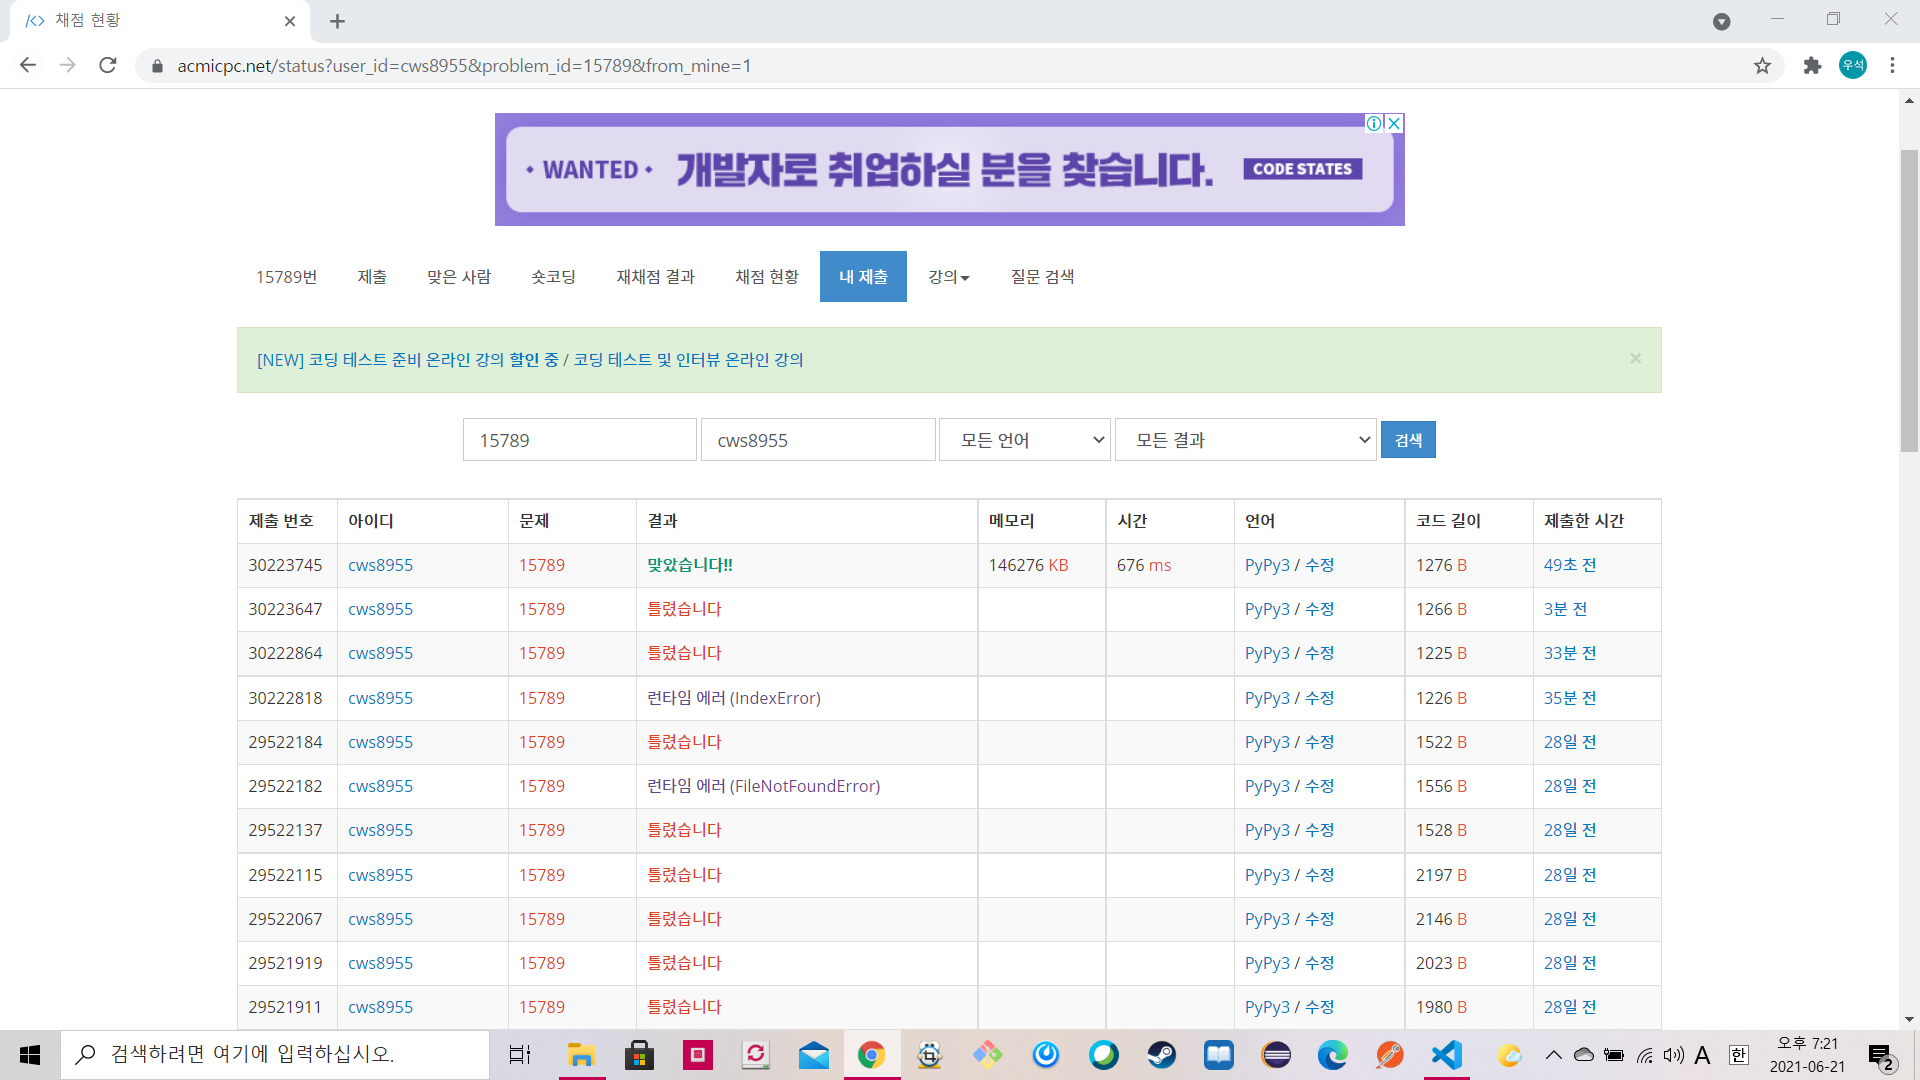 채점 현황
acmicpc.net/status?user_id=cws8955&problem_id=15789&from_mine=1
우석
WANTED 개발자로 취업하실 분을 찾습니다. CODE STATES
15789번 제출 맞은 사람 숏코딩 재채점 결과 채점 현황 내 제출 강의 질문 검색
[NEW] 코딩 테스트 준비 온라인 강의 할인 중 / 코딩 테스트 및 인터뷰 온라인 강의
15789 cws8955 모든 언어 모든 결과 검색
제출 번호 아이디 문제 결과 메모리 시간 언어 코드 길이 제출한 시간
30223745 cws8955 15789 맞았습니다!! 146276 KB 676 ms PyPy3 / 수정 1276 B 49초 전
30223647 cws8955 15789 틀렸습니다 PyPy3 / 수정 1266 B 3분 전
30222864 cws8955 15789 틀렸습니다 PyPy3 / 수정 1225 B 33분 전
30222818 cws8955 15789 런타임 에러 (IndexError) PyPy3 / 수정 1226 B 35분 전
29522184 cws8955 15789 틀렸습니다 PyPy3 / 수정 1522 B 28일 전
29522182 cws8955 15789 런타임 에러 (FileNotFoundError) PyPy3 / 수정 1556 B 28일 전
29522137 cws8955 15789 틀렸습니다 PyPy3 / 수정 1528 B 28일 전
29522115 cws8955 15789 틀렸습니다 PyPy3 / 수정 2197 B 28일 전
29522067 cws8955 15789 틀렸습니다 PyPy3 / 수정 2146 B 28일 전
29521919 cws8955 15789 틀렸습니다 PyPy3 / 수정 2023 B 28일 전
29521911 cws8955 15789 틀렸습니다 PyPy3 / 수정 1980 B 28일 전
검색하려면 여기에 입력하십시오.
A 한 오후 7:21
2021-06-21
2